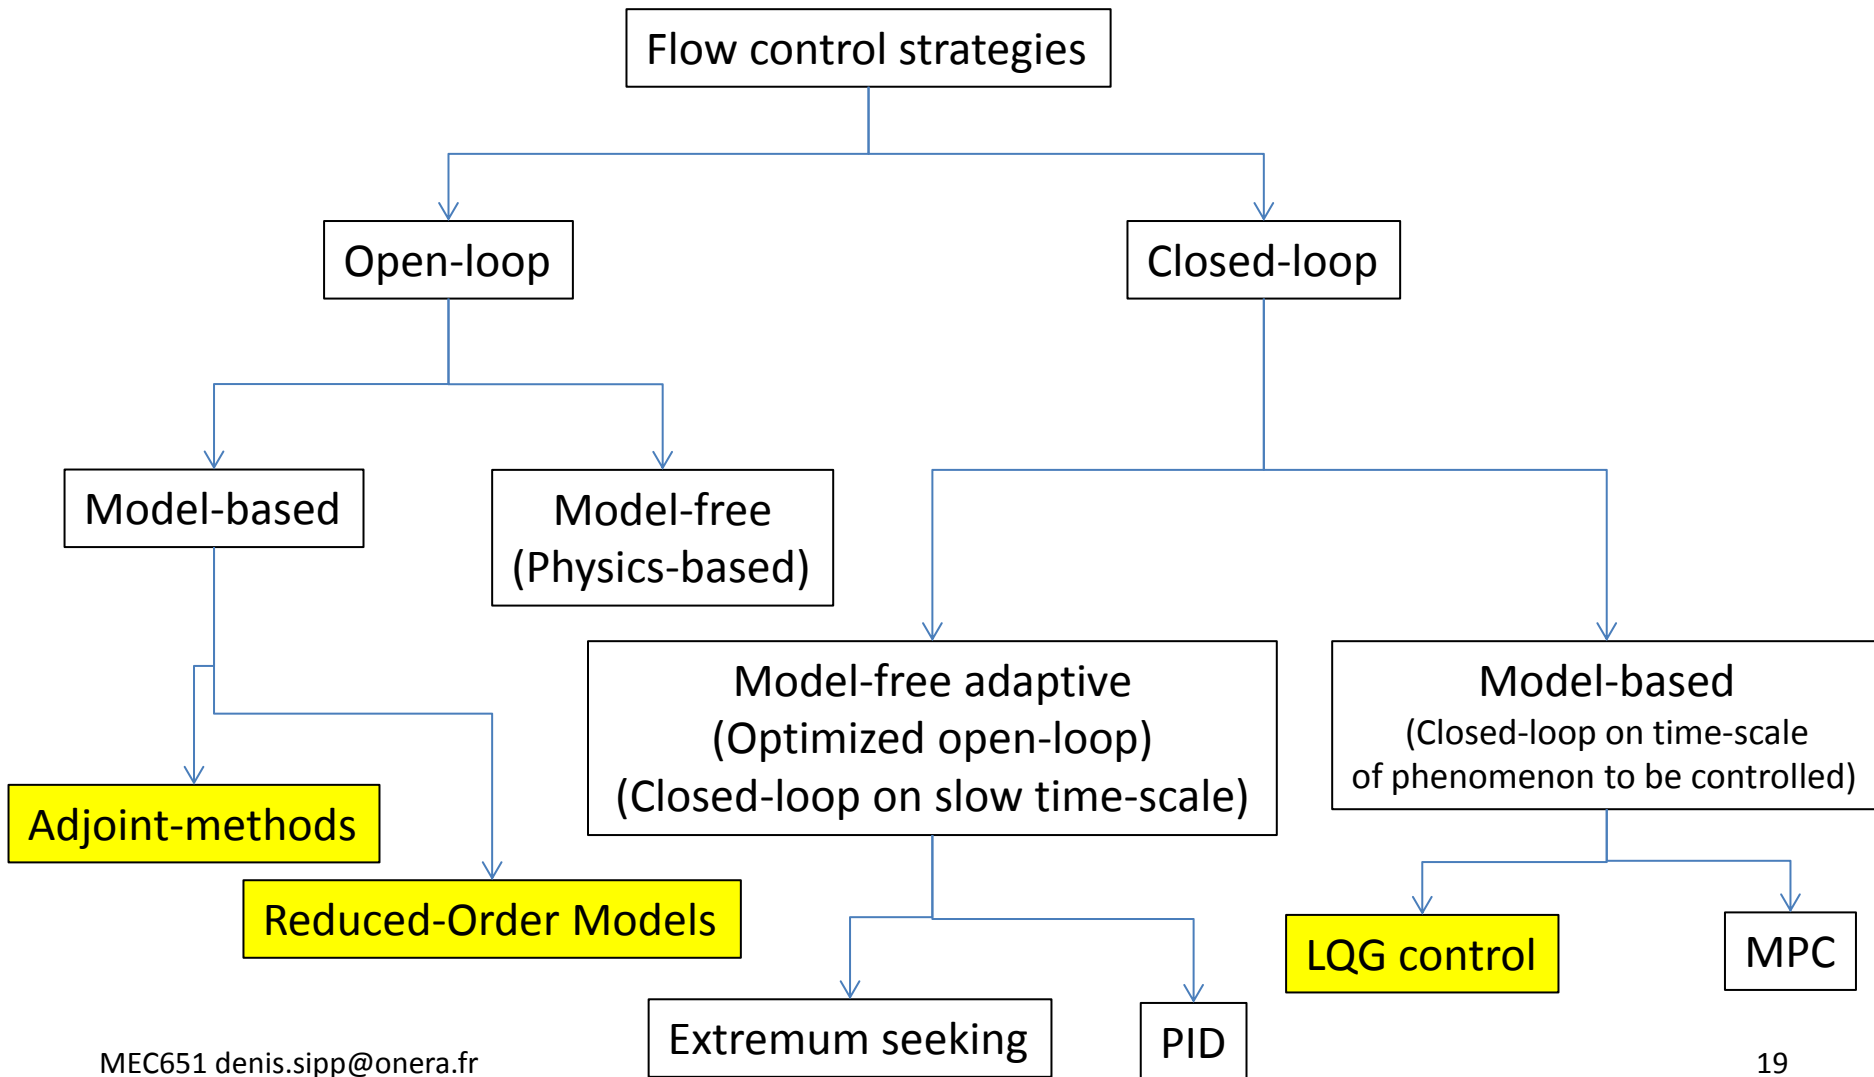 Flow control strategies
Open-loop
Closed-loop
Model-based
Model-free
(Physics-based)
Model-free adaptive
(Optimized open-loop)
(Closed-loop on slow time-scale)
Model-based
(Closed-loop on time-scale
of phenomenon to be controlled)
Adjoint-methods
Reduced-Order Models
LQG control
MPC
Extremum seeking
PID
MEC651 denis.sipp@onera.fr
19